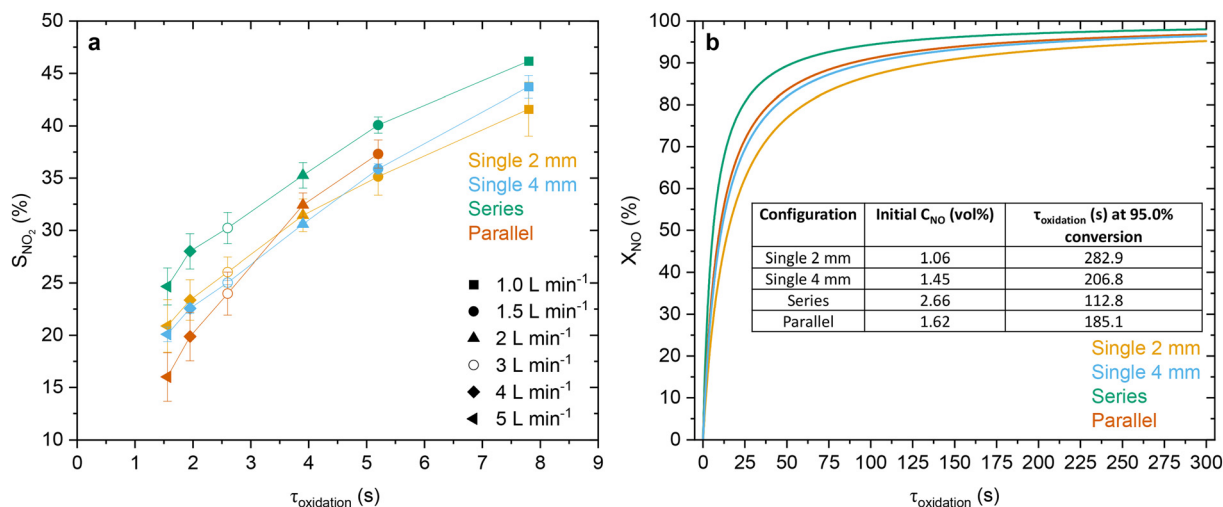 a
S_NO₂ (%)
50
45
40
35
30
25
20
15
10
Single 2 mm
Single 4 mm
Series
Parallel
1.0 L min⁻¹
1.5 L min⁻¹
2 L min⁻¹
3 L min⁻¹
4 L min⁻¹
5 L min⁻¹
0 1 2 3 4 5 6 7 8 9
τoxidation (s)
b
X_NO (%)
100
90
80
70
60
50
40
30
20
10
0
Configuration Initial C_NO (vol%) τoxidation (s) at 95.0%
conversion
Single 2 mm 1.06 282.9
Single 4 mm 1.45 206.8
Series 2.66 112.8
Parallel 1.62 185.1
Single 2 mm
Single 4 mm
Series
Parallel
0 25 50 75 100 125 150 175 200 225 250 275 300
τoxidation (s)